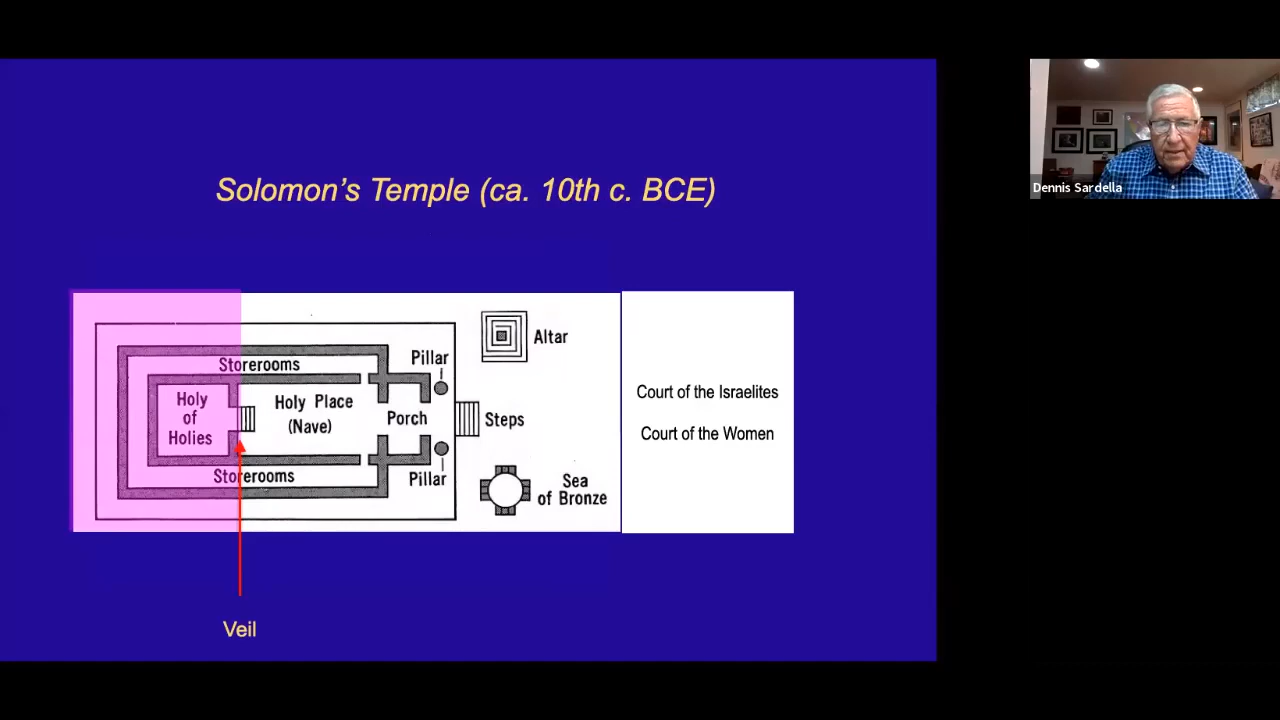 Solomon's Temple (ca. 10th c. BCE)
Storerooms
Holy
of
Holies
Holy Place
(Nave)
Porch
Pillar
Pillar
Storerooms
Steps
Altar
Sea
of Bronze
Court of the Israelites
Court of the Women
Veil
Dennis Sardella